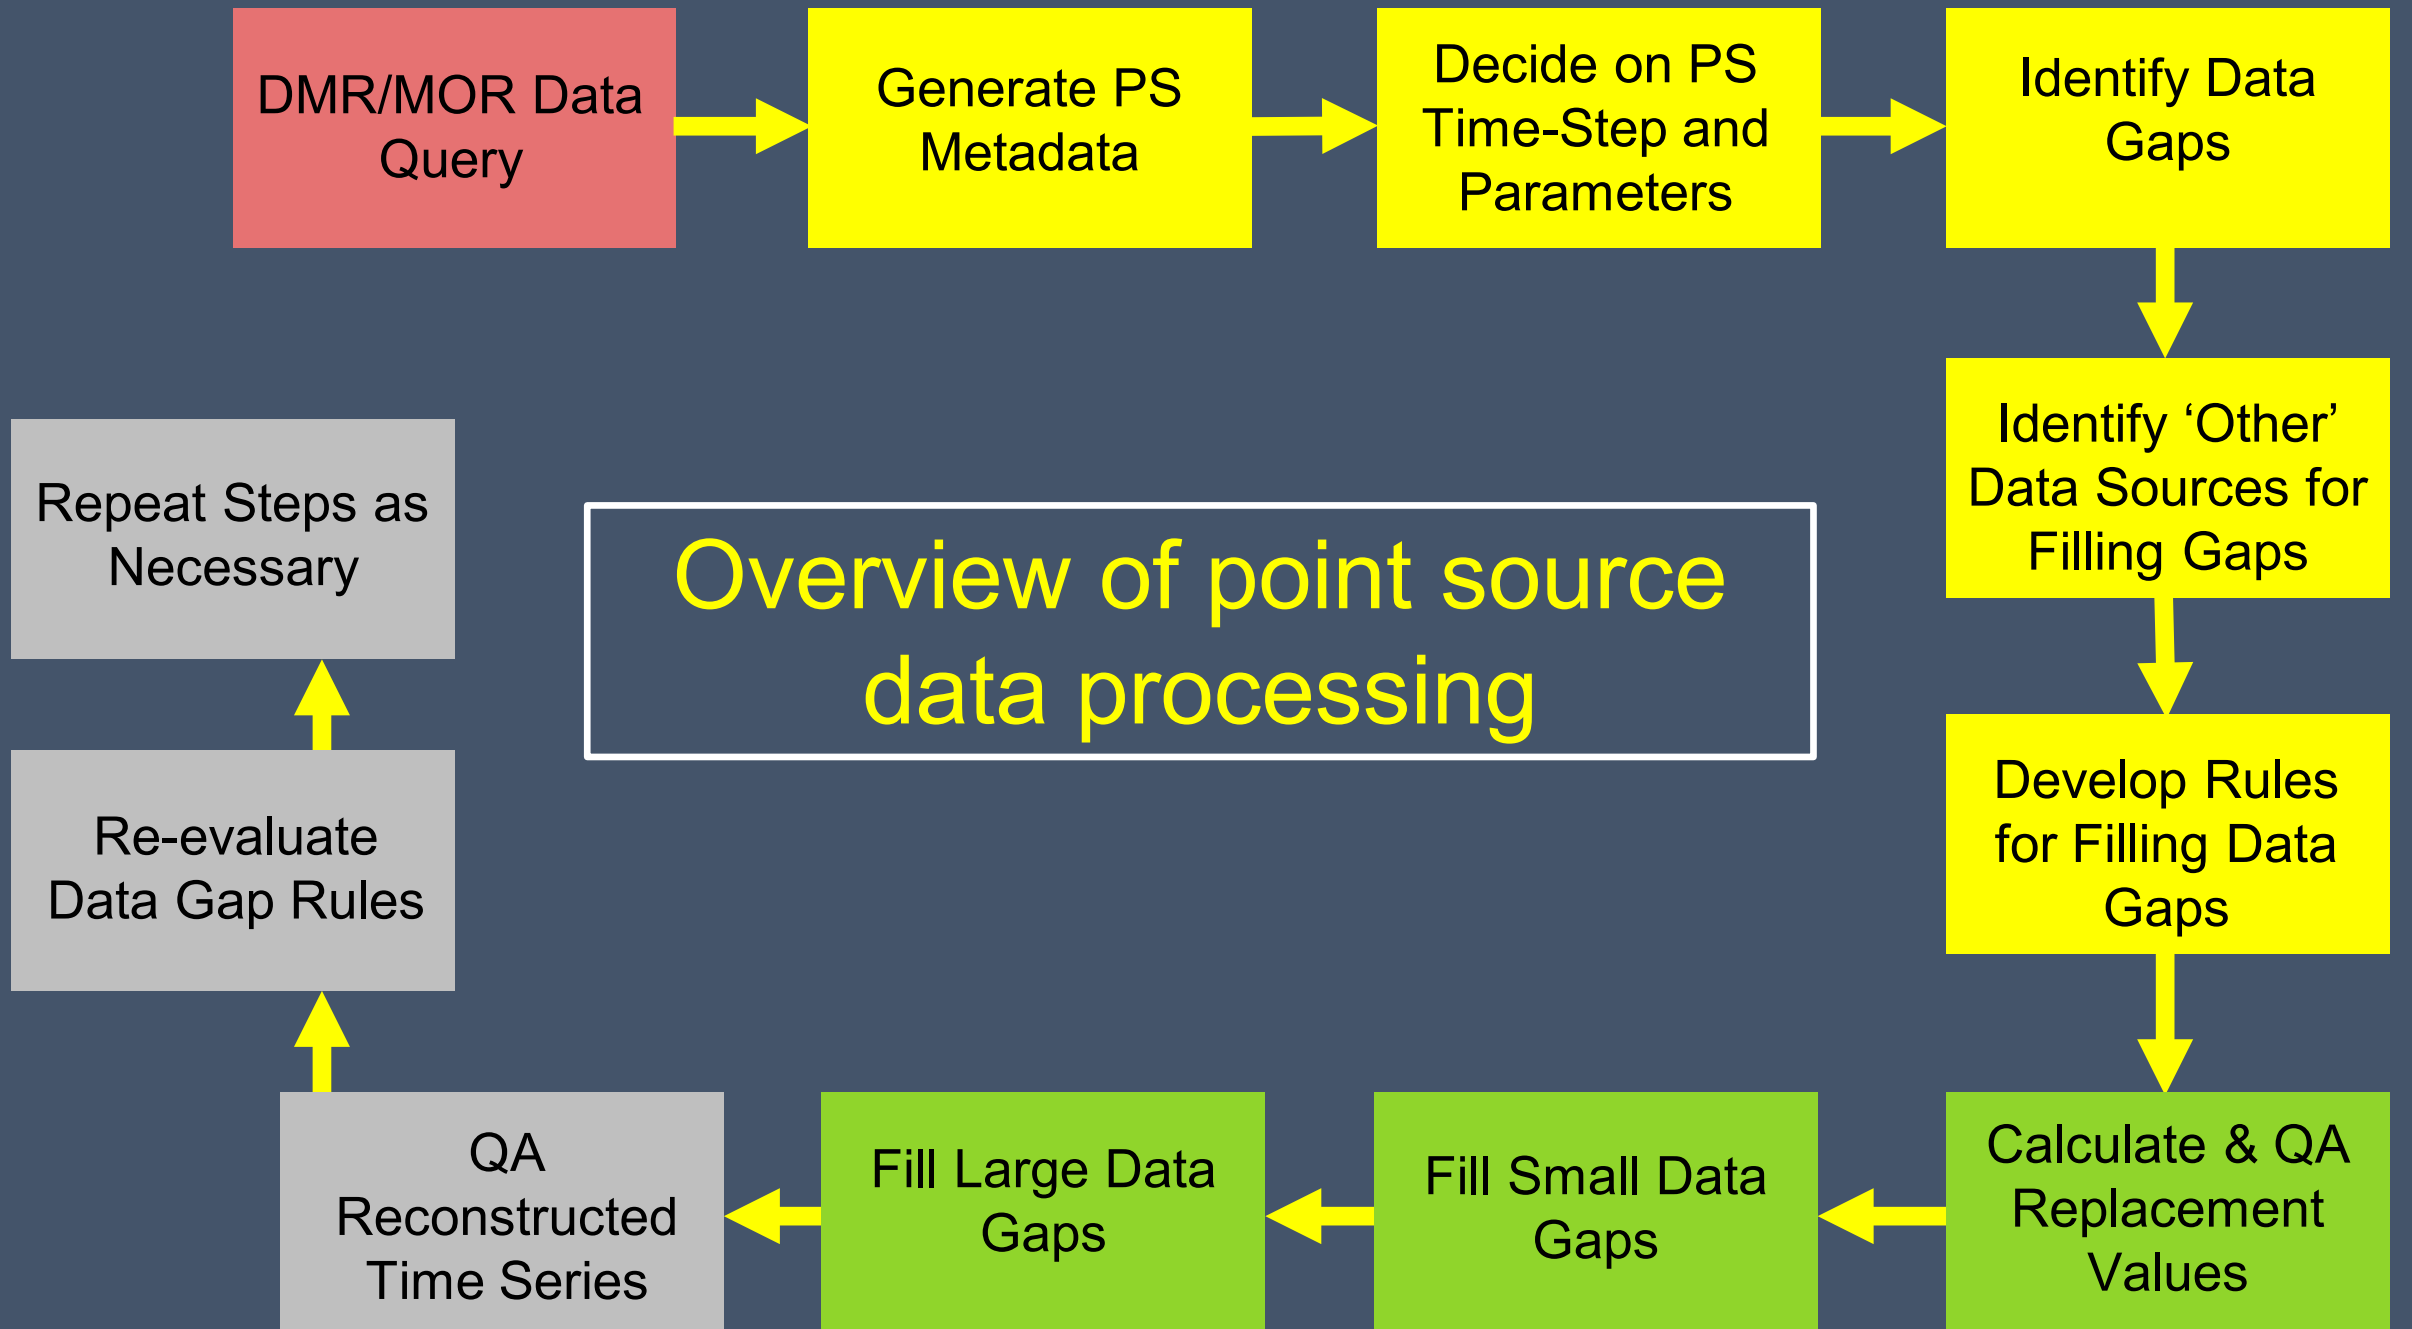 DMR/MOR Data
Query
Generate PS
Metadata
Decide on PS
Time-Step and
Parameters
Identify Data
Gaps
Identify ‘Other’
Data Sources for
Filling Gaps
Develop Rules
for Filling Data
Gaps
Calculate & QA
Replacement
Values
Fill Small Data
Gaps
Fill Large Data
Gaps
QA
Reconstructed
Time Series
Re-evaluate
Data Gap Rules
Repeat Steps as
Necessary
Overview of point source
data processing